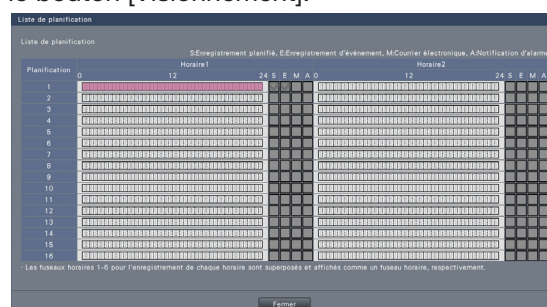 le bouton [Visionnement].
Liste de planification
Liste de planification
S:Enregistrement planifié, E:Enregistrement d'événement, M:Courrier électronique, A:Notification d'alarme
Planification Horaire1 Horaire2
0 12 24 S E M A 0 12 24 S E M A
1
2
3
4
5
6
7
8
9
10
11
12
13
14
15
16
· Les fuseaux horaires 1-6 pour l'enregistrement de chaque horaire sont superposés et affichés comme un fuseau horaire, respectivement.
Fermer